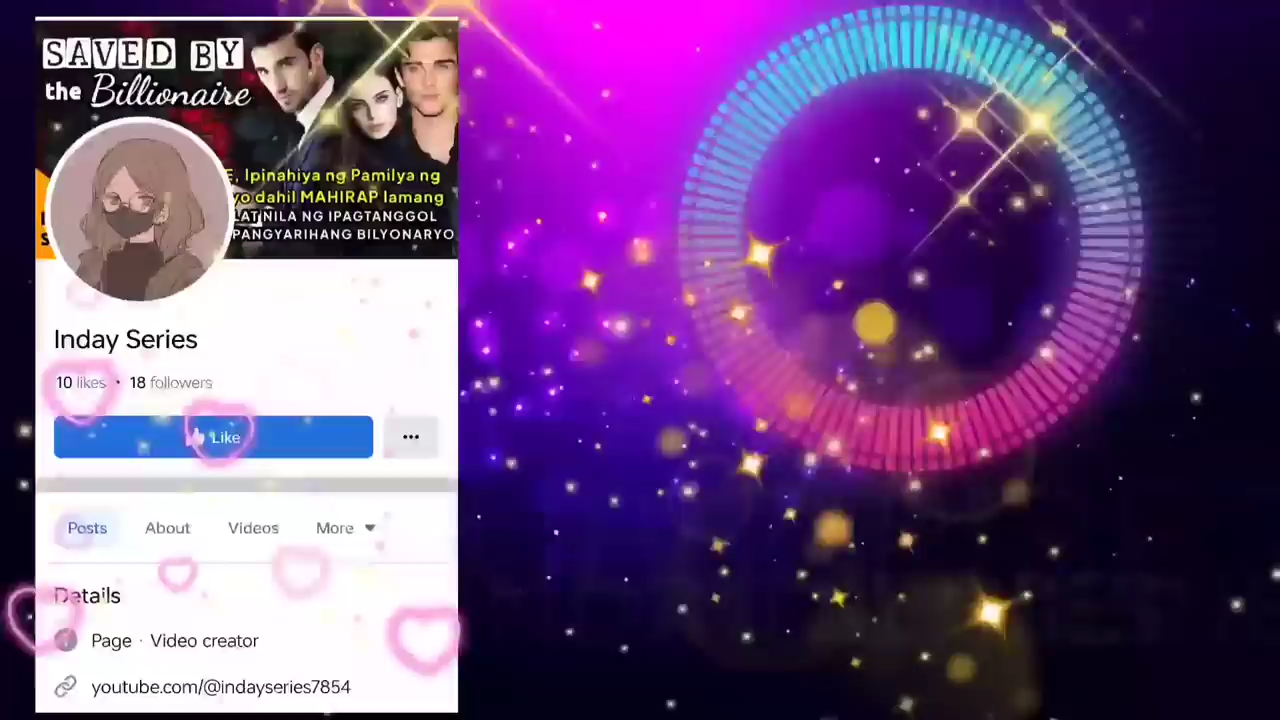 SAVED BY
the Billionaire
Ipinahiya ng Pamilya ng
dahil MAHIRAP lamang
NILA NG IPAGTANGGOL
PANGYARIHANG BILYONARYO
Inday Series
10 likes · 18 followers
Like
Posts About Videos More
Details
Page · Video creator
youtube.com/@indayseries7854